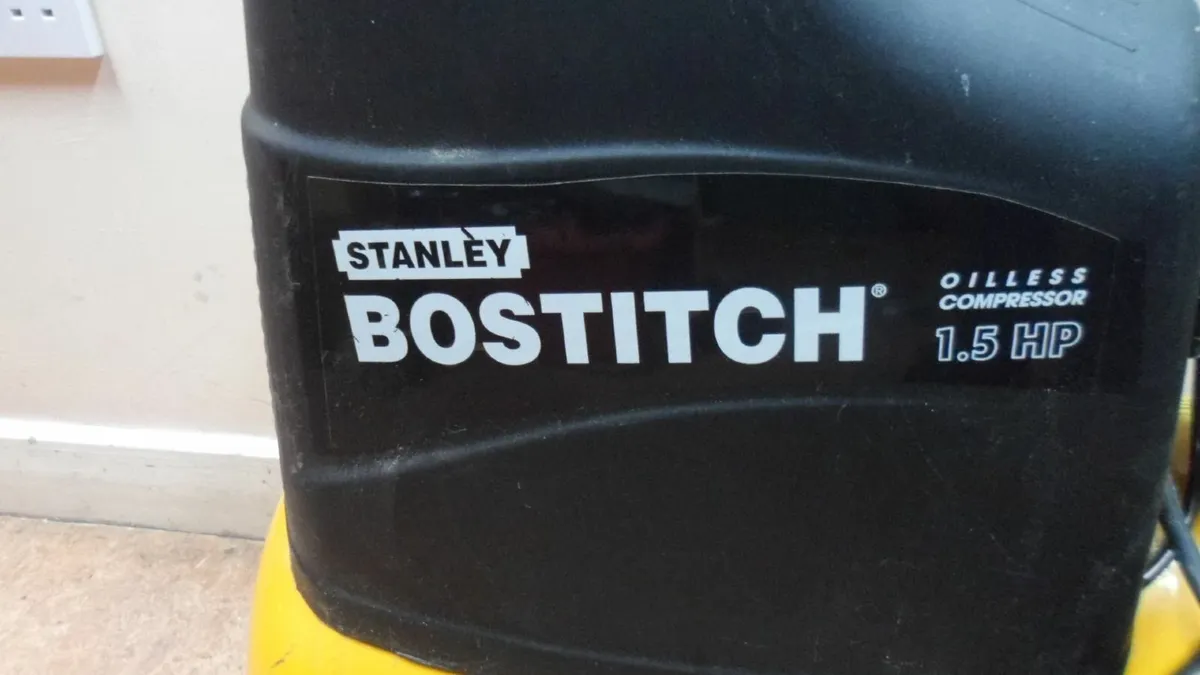 STANLEY
BOSTITCH®
OILLESS
COMPRESSOR
1.5 HP